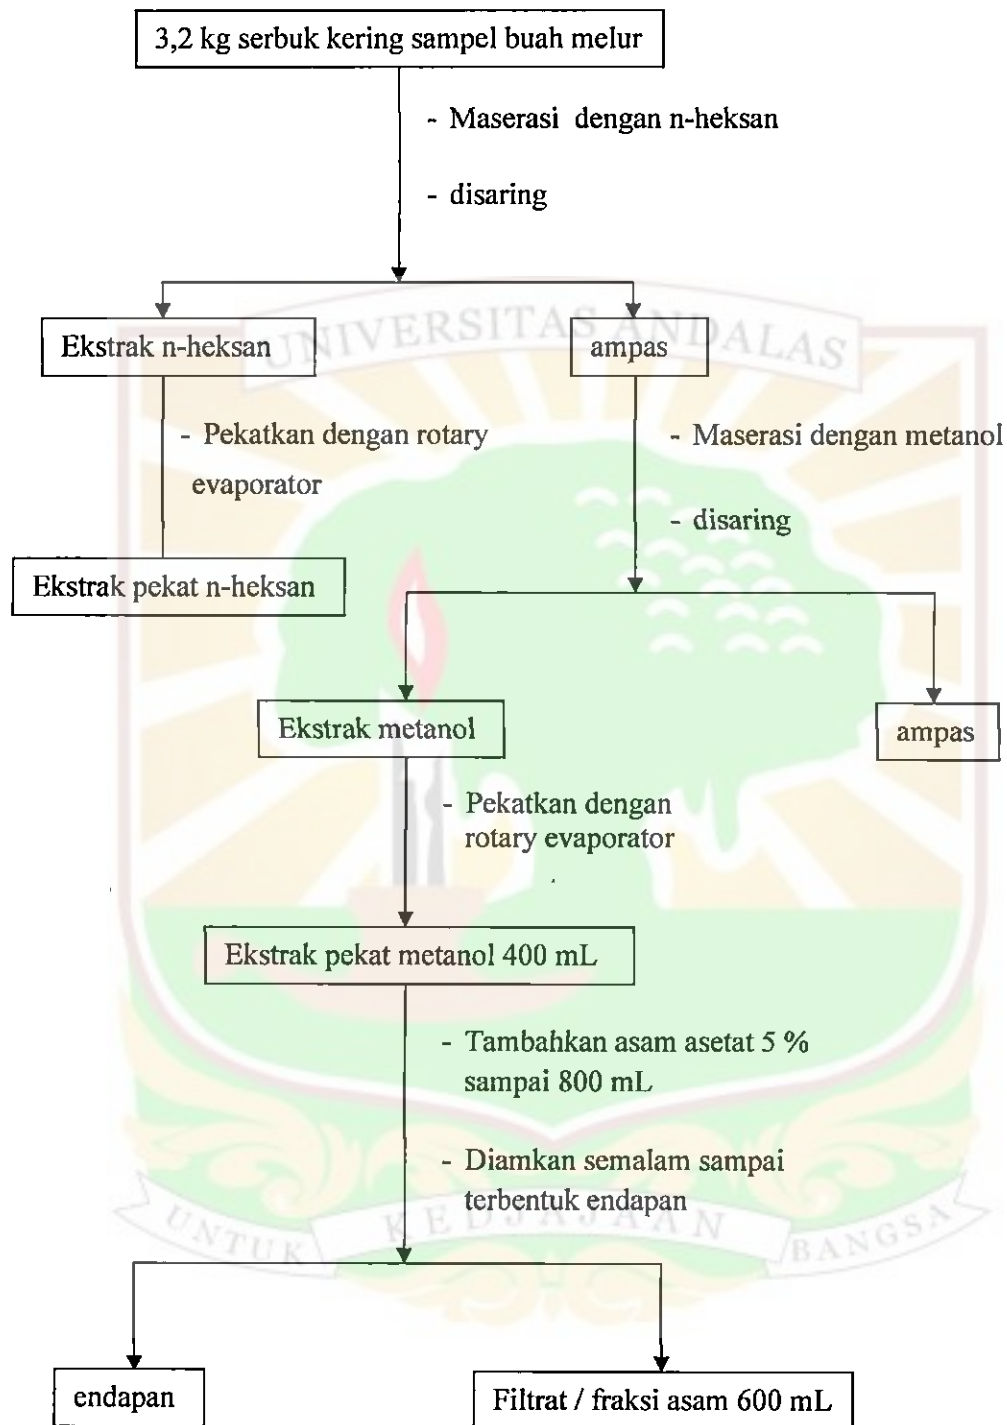 3,2 kg serbuk kering sampel buah melur
- Maserasi dengan n-heksan
- disaring
UNIVERSITAS ANDALAS
Ekstrak n-heksan
ampas
- Pekatkan dengan rotary
evaporator
- Maserasi dengan metanol
- disaring
Ekstrak pekat n-heksan
Ekstrak metanol
ampas
- Pekatkan dengan
rotary evaporator
Ekstrak pekat metanol 400 mL
- Tambahkan asam asetat 5 %
sampai 800 mL
- Diamkan semalam sampai
terbentuk endapan
UNTUK KEDJAJAAN BANGSA
endapan
Filtrat / fraksi asam 600 mL